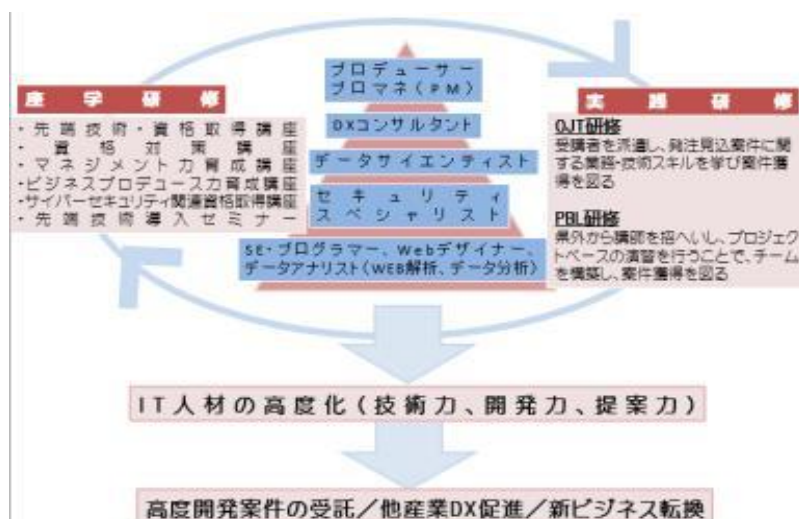 プロデューサー
プロマネ(PM)
DXコンサルタント
データサイエンティスト
セキュリティ
スペシャリスト
SE・プログラマー、Webデザイナー、
データアナリスト(WEB解析、データ分析)
座学研修
・先端技術・資格取得講座
・資格対策講座
・マネジメント力育成講座
・ビジネスプロデュース力育成講座
・サイバーセキュリティ関連資格取得講座
・先端技術導入セミナー
実践研修
OJT研修
受講者を派遣し、発注見込案件に関
する業務・技術スキルを学び案件獲
得を図る
PBL研修
県外から講師を招へいし、プロジェク
トベースの演習を行うことで、チーム
を構築し、案件獲得を図る
IT人材の高度化(技術力、開発力、提案力)
高度開発案件の受託/他産業DX促進/新ビジネス転換